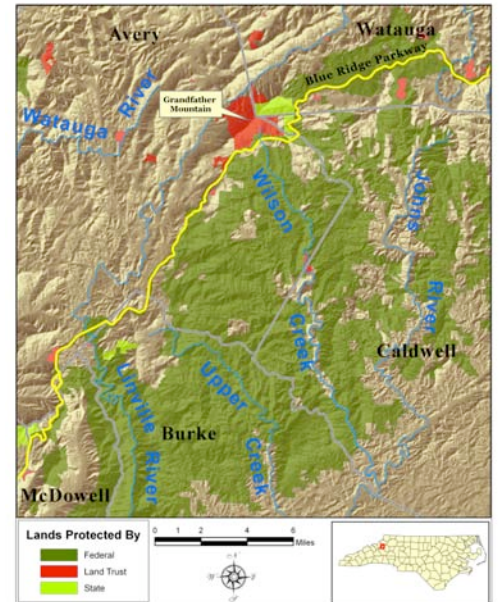 Avery
Watauga
Blue Ridge Parkway
Watauga River
Grandfather
Mountain
Wilson Creek
Johns River
Caldwell
Linville River
Upper Creek
Burke
McDowell
Lands Protected By
Federal
Land Trust
State
0 1 2 4 6
Miles
N
W E
S